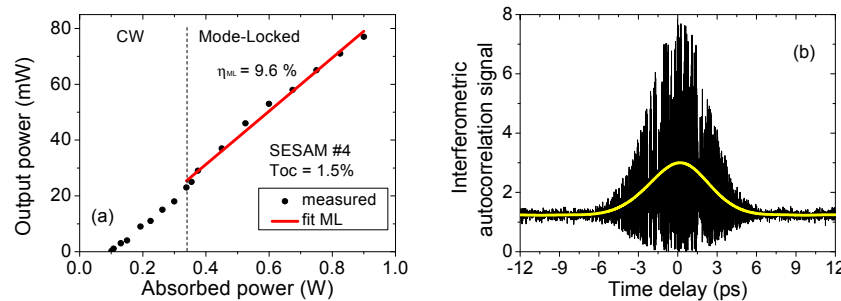 CW
Mode-Locked
ηML = 9.6 %
SESAM #4
Toc = 1.5%
measured
fit ML
(a)
Output power (mW)
80
60
40
20
0
0.0 0.2 0.4 0.6 0.8 1.0
Absorbed power (W)
(b)
Interferometric
autocorrelation signal
8
6
4
2
0
-12 -9 -6 -3 0 3 6 9 12
Time delay (ps)